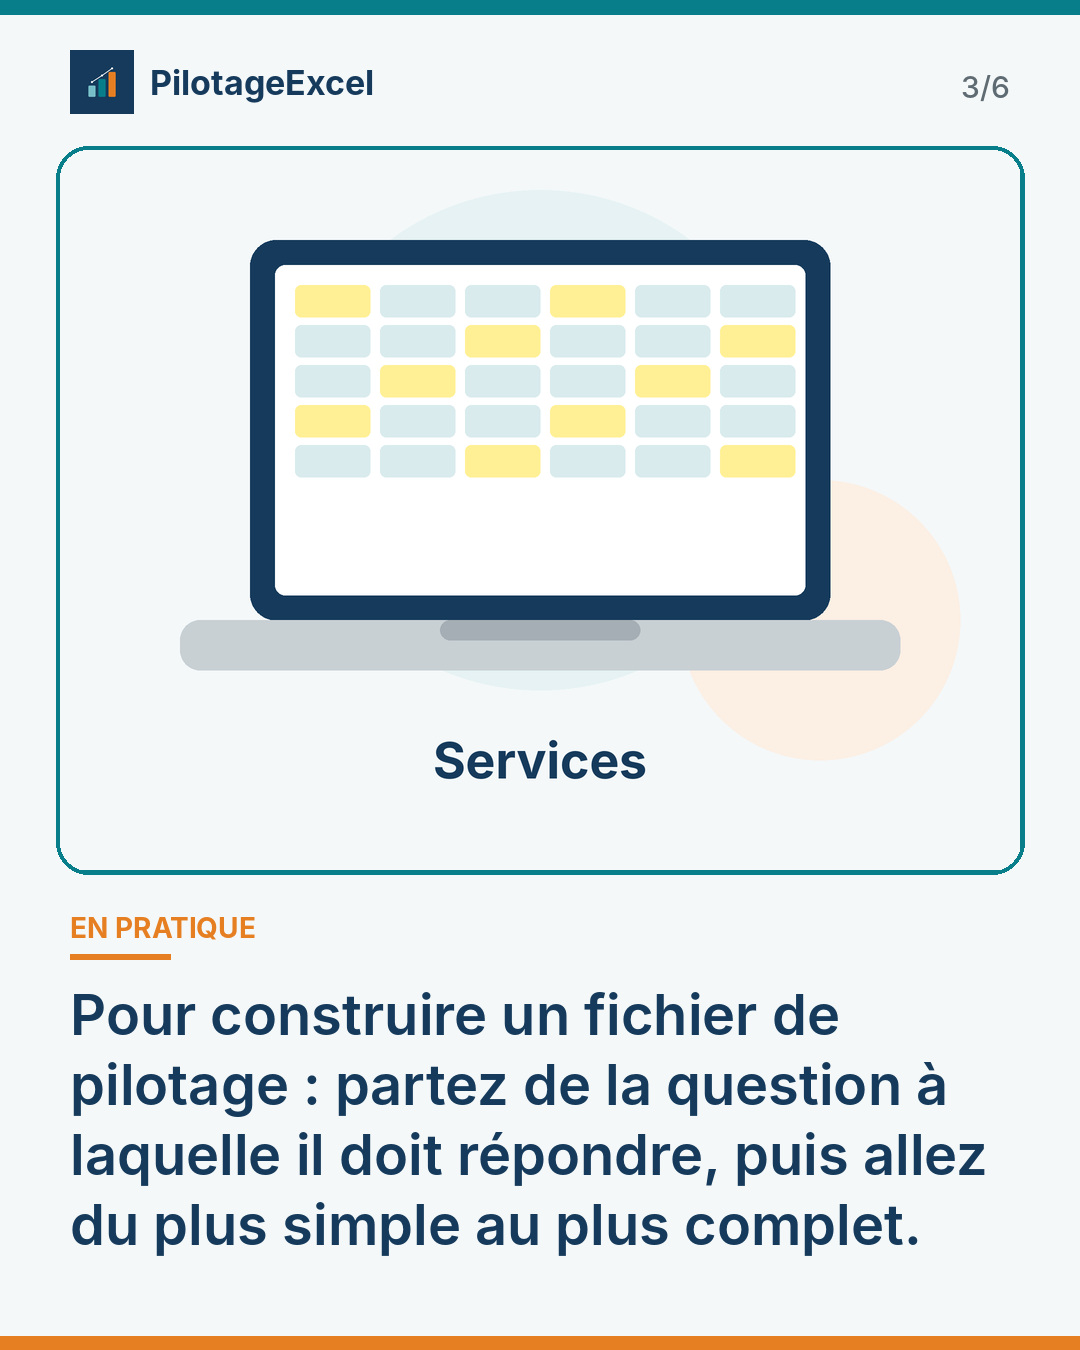 PilotageExcel
3/6
Services
EN PRATIQUE
Pour construire un fichier de
pilotage : partez de la question à
laquelle il doit répondre, puis allez
du plus simple au plus complet.